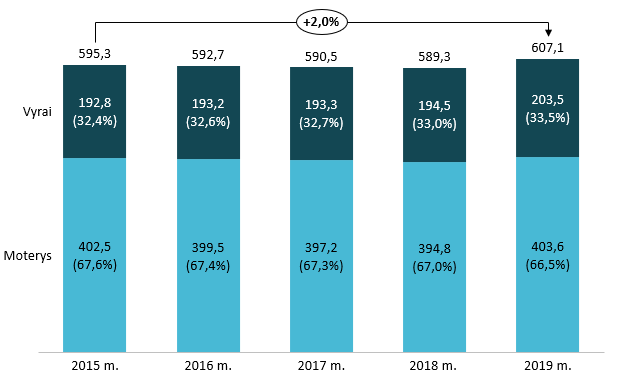 +2,0%
595,3 592,7 590,5 589,3 607,1
Vyrai
192,8 193,2 193,3 194,5 203,5
(32,4%) (32,6%) (32,7%) (33,0%) (33,5%)
Moterys
402,5 399,5 397,2 394,8 403,6
(67,6%) (67,4%) (67,3%) (67,0%) (66,5%)
2015 m. 2016 m. 2017 m. 2018 m. 2019 m.